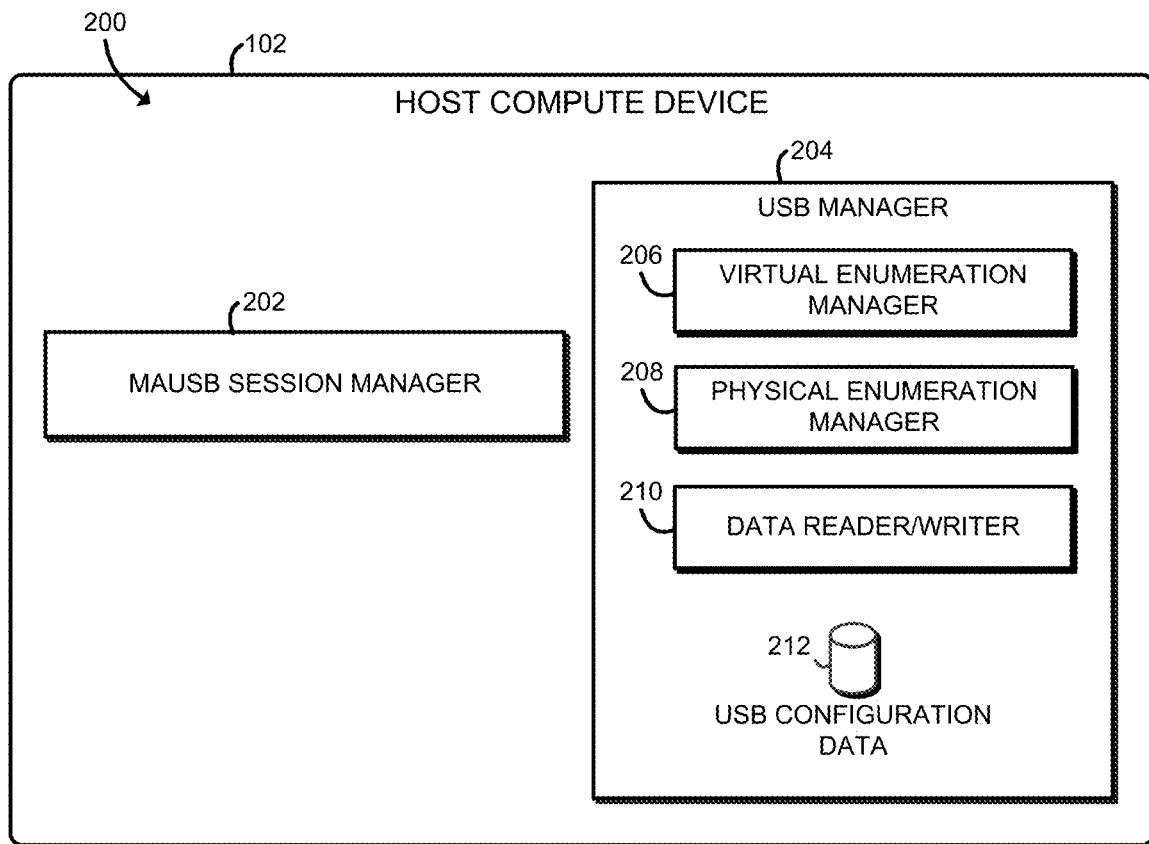 200
102
HOST COMPUTE DEVICE
204
USB MANAGER
206
VIRTUAL ENUMERATION
MANAGER
202
MAUSB SESSION MANAGER
208
PHYSICAL ENUMERATION
MANAGER
210
DATA READER/WRITER
212
USB CONFIGURATION
DATA